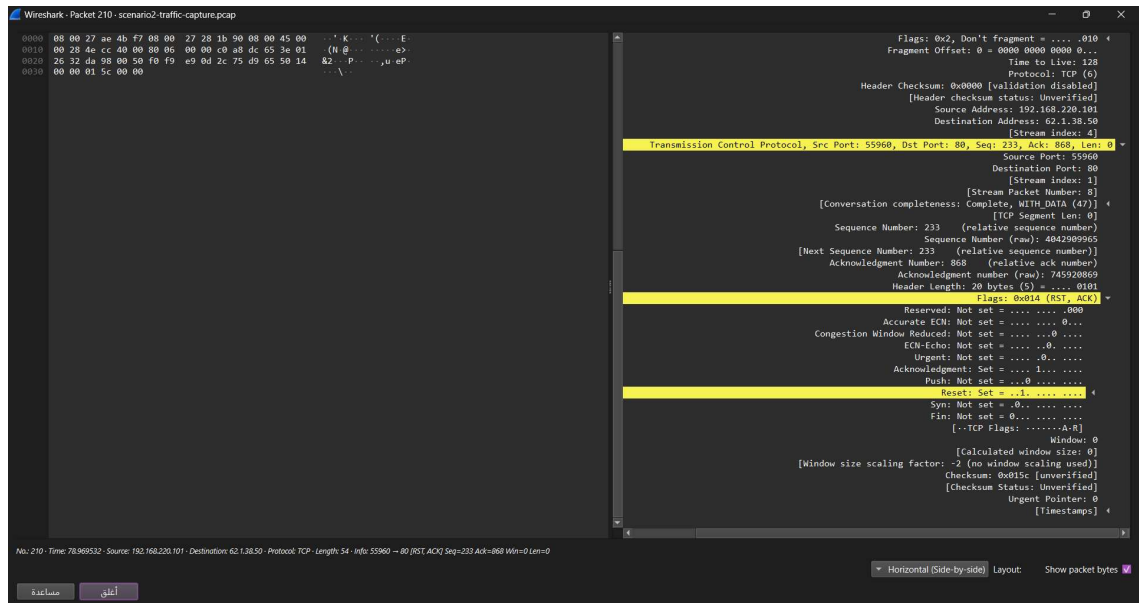 Wireshark · Packet 210 · scenario2-traffic-capture.pcap
0000 08 00 27 ae 4b f7 08 00 27 28 1b 90 08 00 45 00 ··'·K··· '(····E·
0010 00 28 4e cc 40 00 80 06 00 00 c0 a8 dc 65 3e 01 ·(N·@··· ·····e>·
0020 26 32 da 98 00 50 f0 f9 e9 0d 2c 75 d9 65 50 14 &2···P·· ··,u·eP·
0030 00 00 01 5c 00 00 ···\··
Flags: 0x2, Don't fragment = .... .010
Fragment Offset: 0 = 0000 0000 0000 0...
Time to Live: 128
Protocol: TCP (6)
Header Checksum: 0x0000 [validation disabled]
[Header checksum status: Unverified]
Source Address: 192.168.220.101
Destination Address: 62.1.38.50
[Stream index: 4]
Transmission Control Protocol, Src Port: 55960, Dst Port: 80, Seq: 233, Ack: 868, Len: 0
Source Port: 55960
Destination Port: 80
[Stream index: 1]
[Stream Packet Number: 8]
[Conversation completeness: Complete, WITH_DATA (47)]
[TCP Segment Len: 0]
Sequence Number: 233 (relative sequence number)
Sequence Number (raw): 4042909965
[Next Sequence Number: 233 (relative sequence number)]
Acknowledgment Number: 868 (relative ack number)
Acknowledgment number (raw): 745920869
Header Length: 20 bytes (5) = .... 0101
Flags: 0x014 (RST, ACK)
Reserved: Not set = .... .... .000
Accurate ECN: Not set = .... .... 0...
Congestion Window Reduced: Not set = .... ...0 ....
ECN-Echo: Not set = .... ..0. ....
Urgent: Not set = .... .0.. ....
Acknowledgment: Set = .... 1... ....
Push: Not set = ...0 .... ....
Reset: Set = ..1. .... ....
Syn: Not set = .0.. .... ....
Fin: Not set = 0... .... ....
[··TCP Flags: ·······A·R]
Window: 0
[Calculated window size: 0]
[Window size scaling factor: -2 (no window scaling used)]
Checksum: 0x015c [unverified]
[Checksum Status: Unverified]
Urgent Pointer: 0
[Timestamps]
No.: 210 · Time: 78.969532 · Source: 192.168.220.101 · Destination: 62.1.38.50 · Protocol: TCP · Length: 54 · Info: 55960 → 80 [RST, ACK] Seq=233 Ack=868 Win=0 Len=0
Horizontal (Side-by-side) Layout: Show packet bytes
مساعدة أغلق